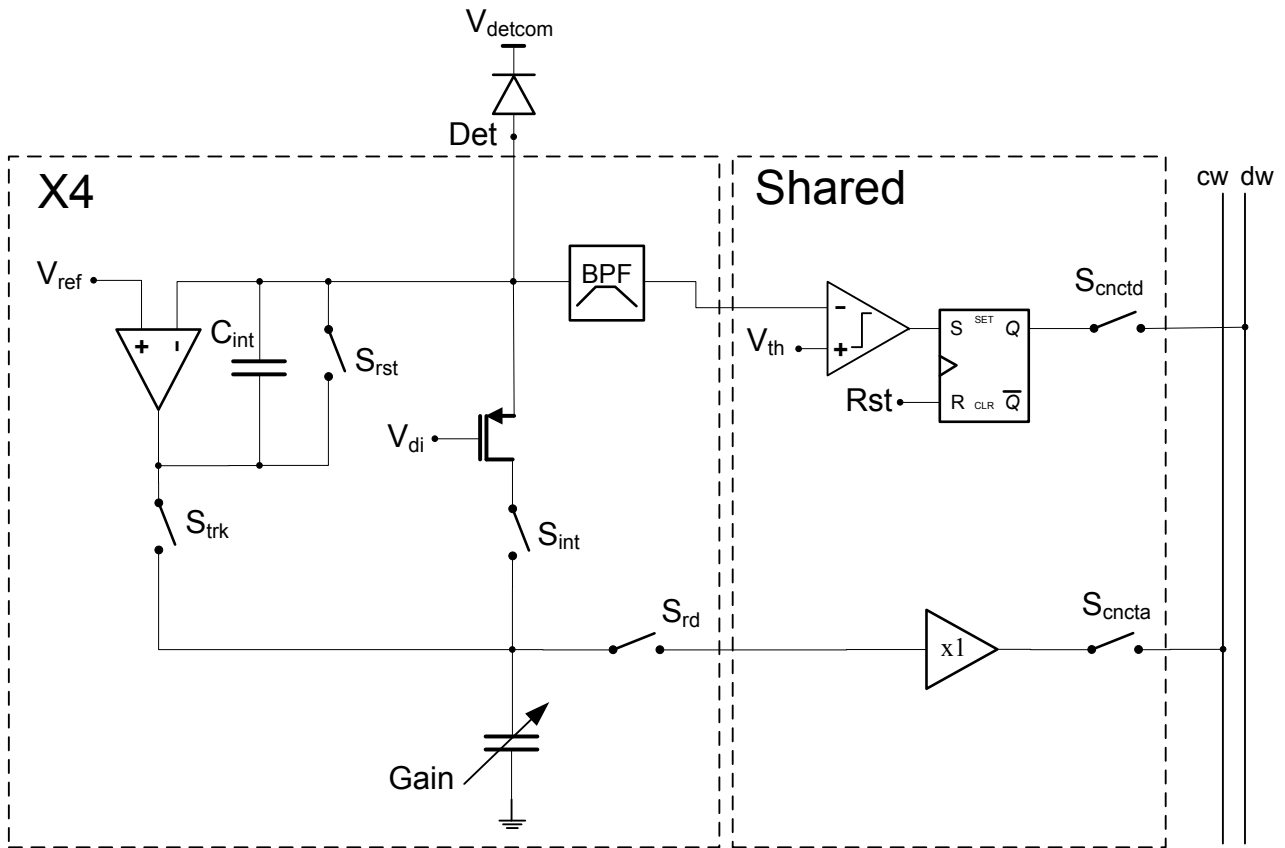 Vdetcom
Det
X4
Shared
cw dw
Vref
+ -
Cint
Srst
BPF
-
+
Vth
S SET Q
R CLR Q̅
Rst
Scnctd
Vdi
Strk
Sint
Srd
x1
Scncta
Gain